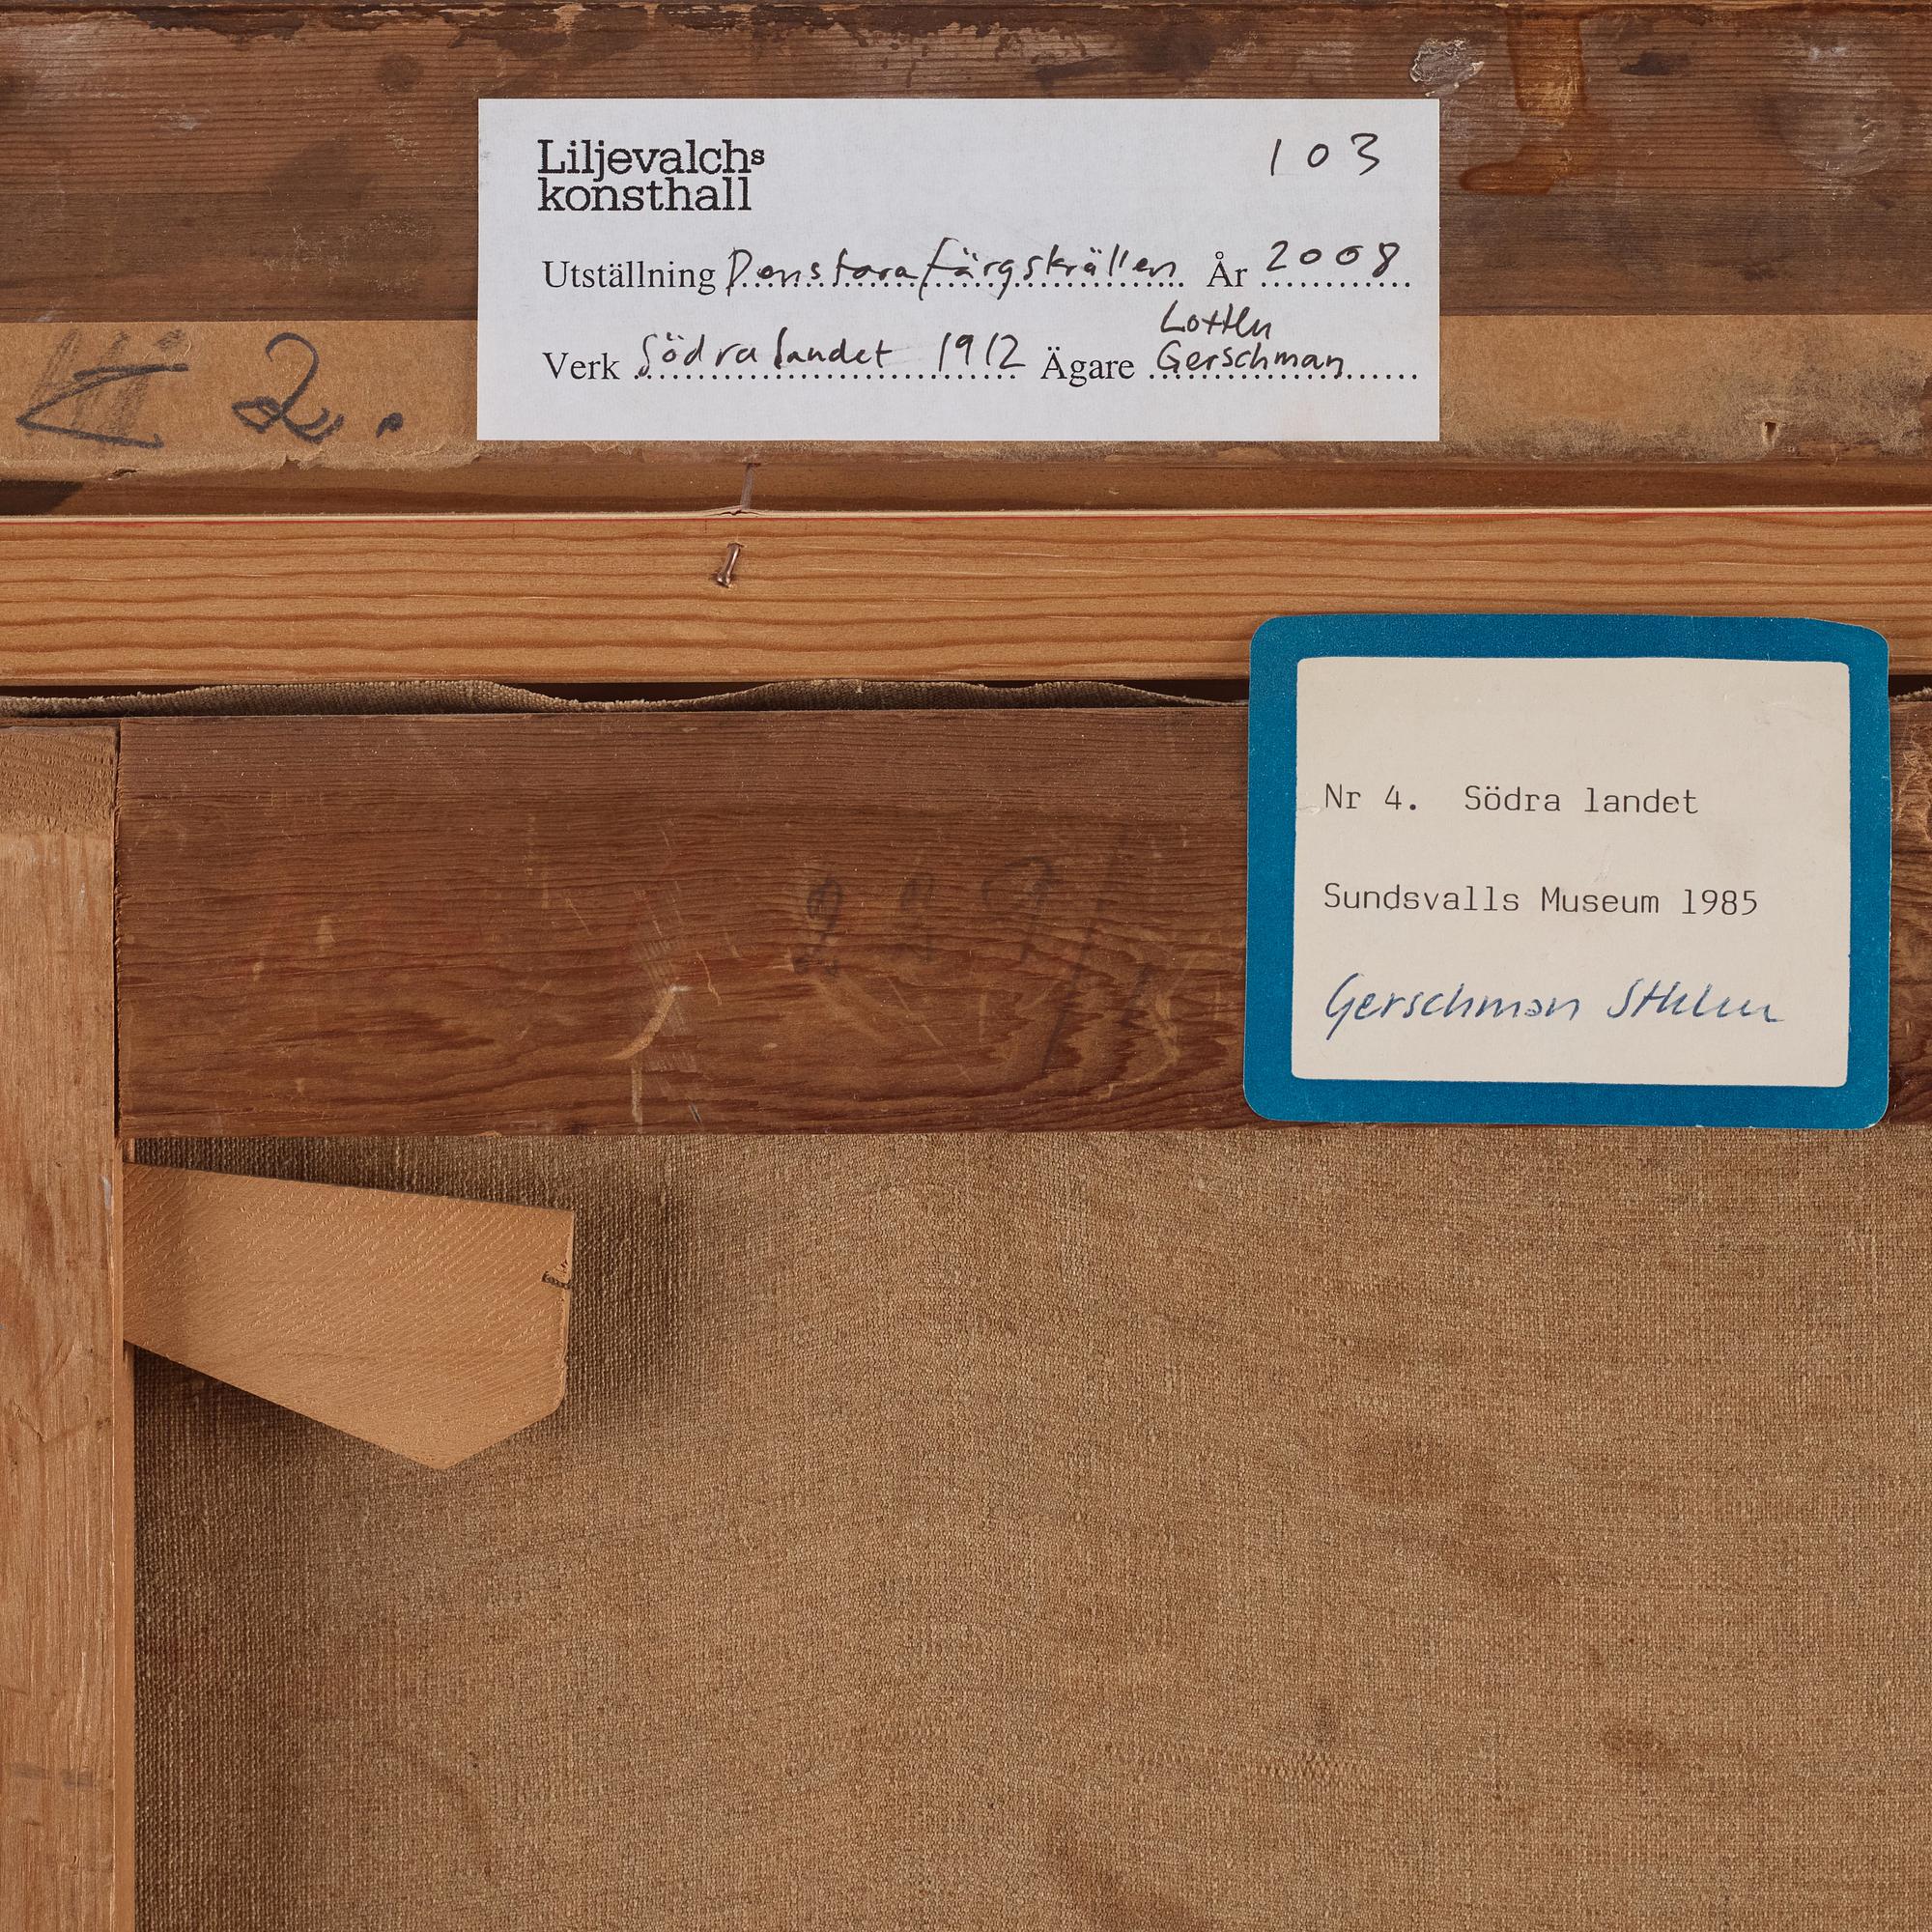 Liljevalchs
konsthall
103
Utställning Den stora färgskrällen År 2008
Lotten
Verk Södra landet 1912 Ägare Gerschman
2.
Nr 4. Södra landet
Sundsvalls Museum 1985
Gerschman Sthlm